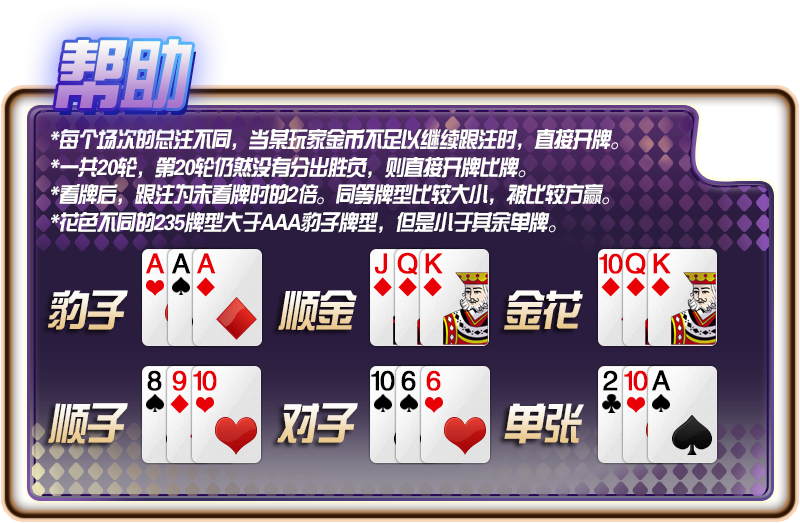 帮助
*每个场次的总注不同，当某玩家金币不足以继续跟注时，直接开牌。
*一共20轮，第20轮仍然没有分出胜负，则直接开牌比牌。
*看牌后，跟注为未看牌时的2倍。同等牌型比较大小，被比较方赢。
*花色不同的235牌型大于AAA豹子牌型，但是小于其余单牌。
豹子 A A A 顺金 J Q K 金花 10 Q K
顺子 8 9 10 对子 10 6 6 单张 2 10 A